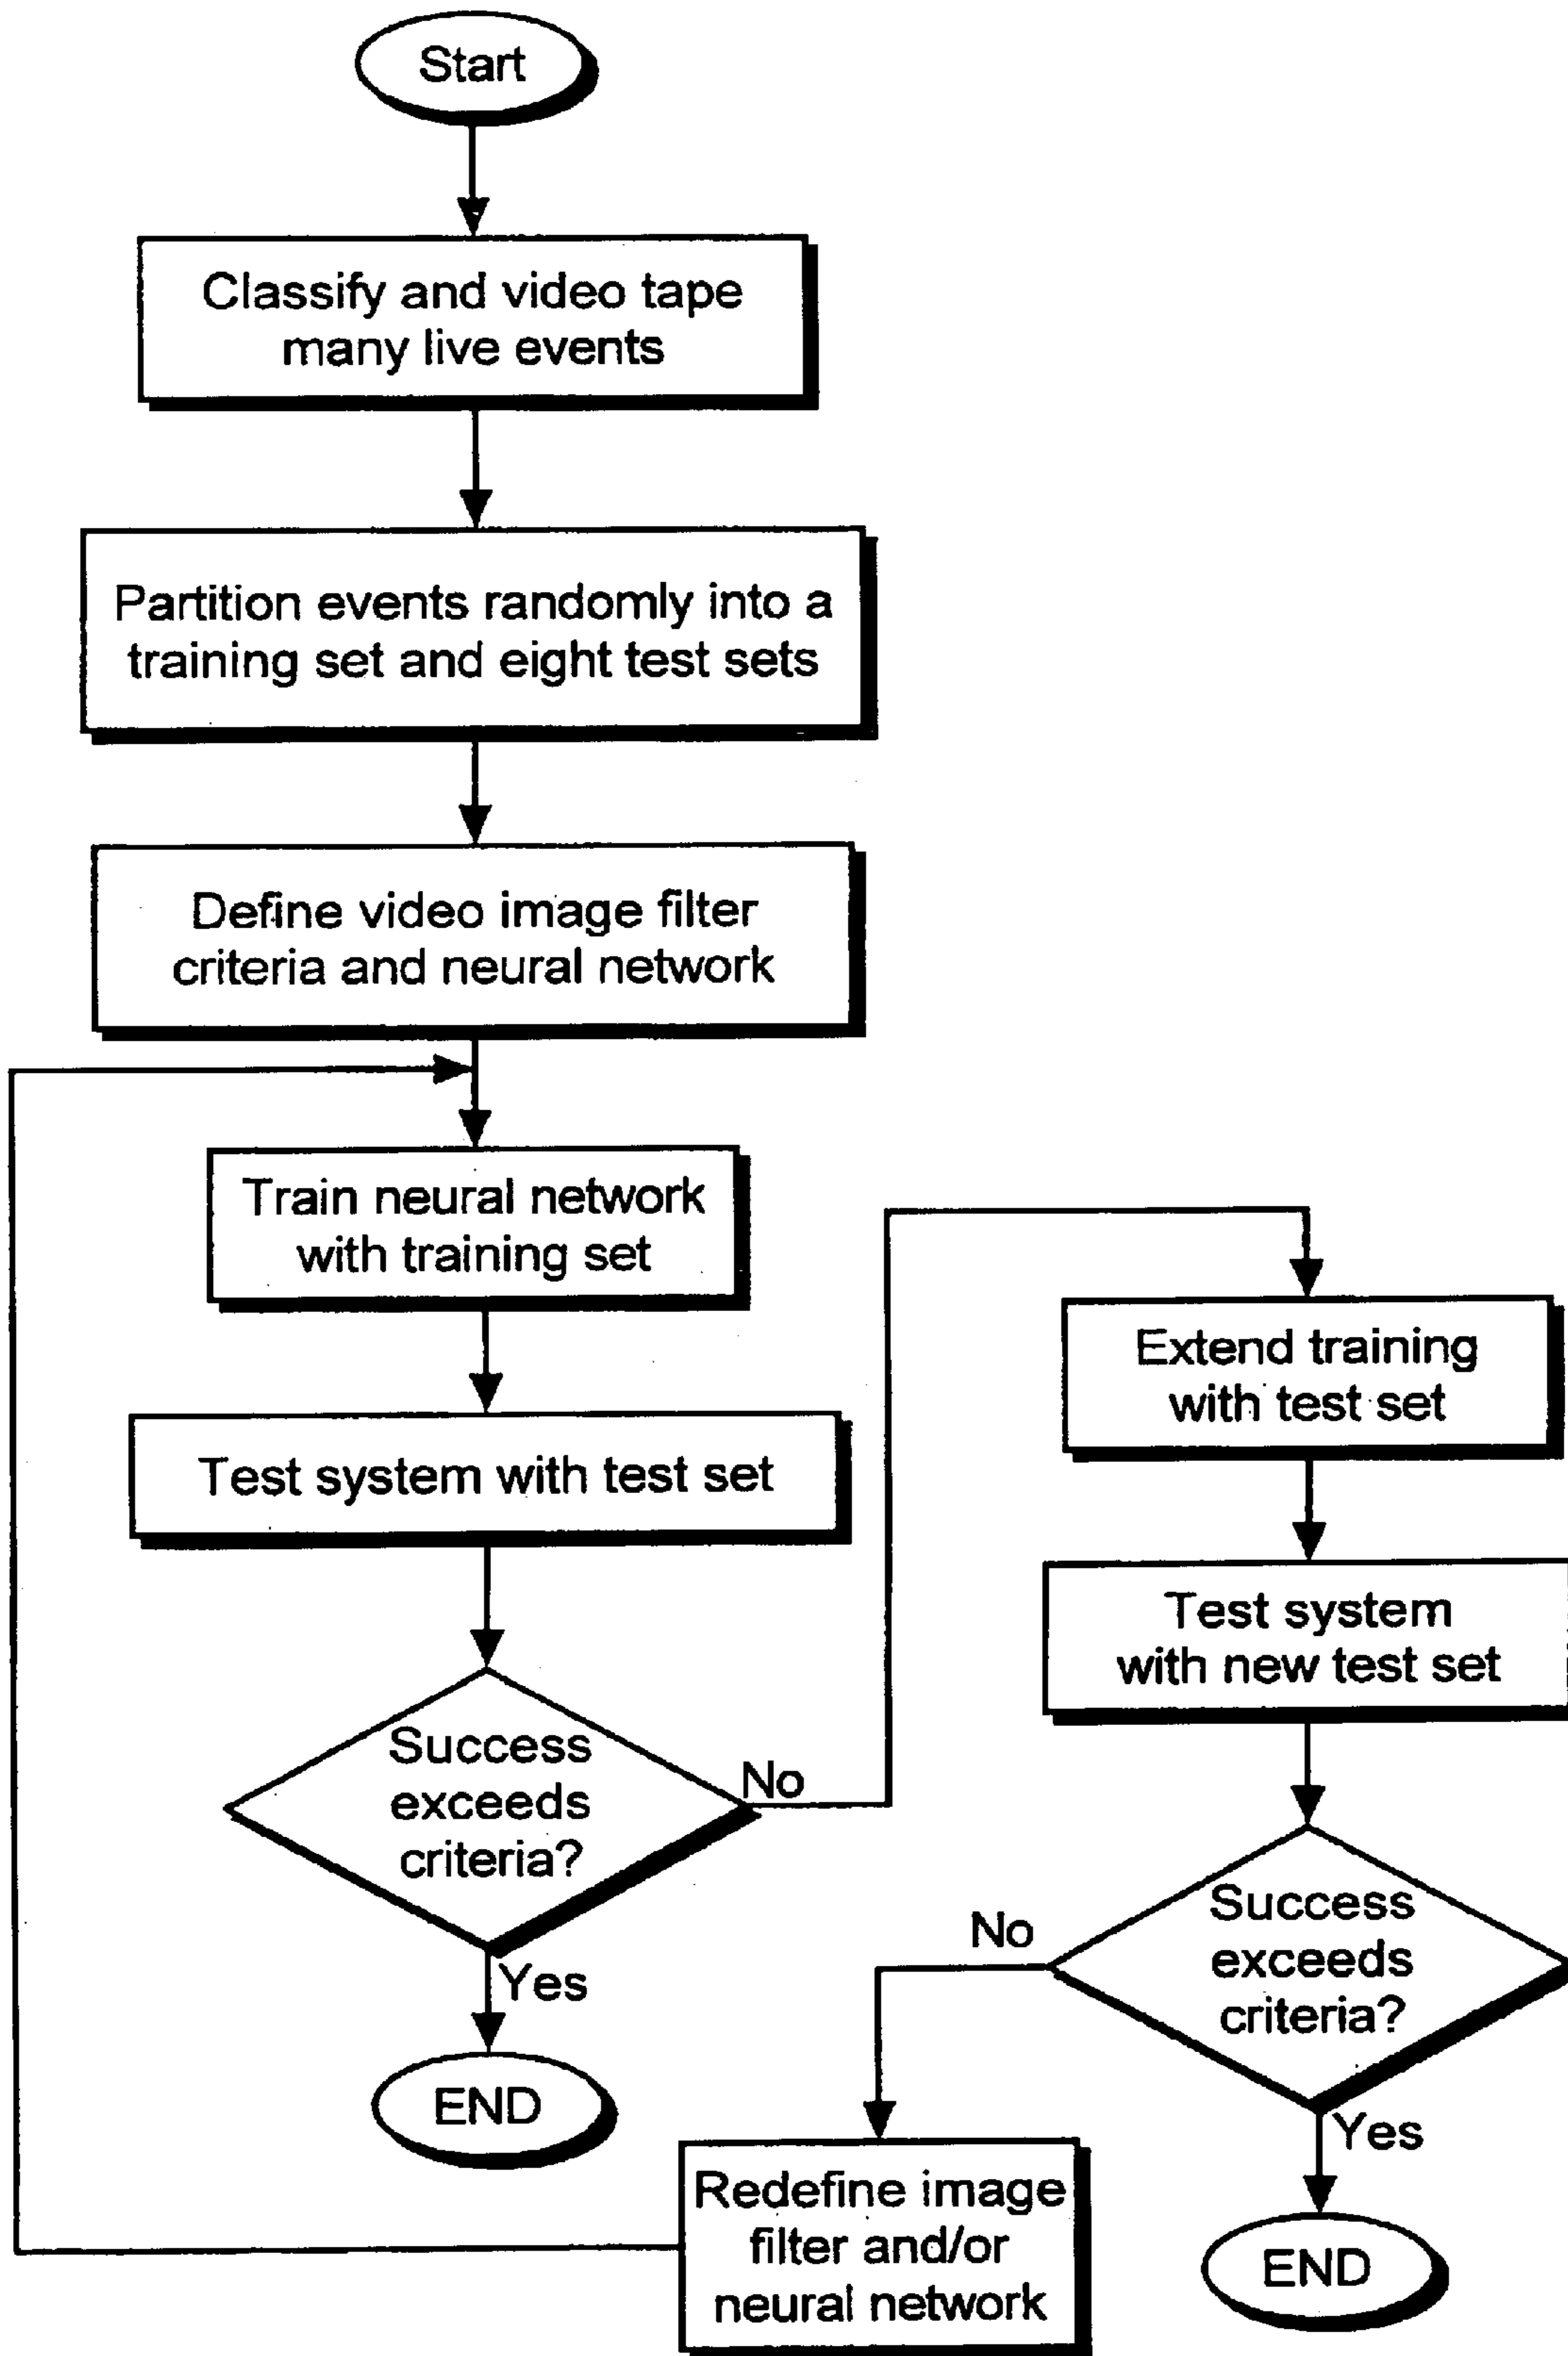 Start
Classify and video tape
many live events
Partition events randomly into a
training set and eight test sets
Define video image filter
criteria and neural network
Train neural network
with training set
Test system with test set
Success
exceeds
criteria?
No
Yes
END
Extend training
with test set
Test system
with new test set
Success
exceeds
criteria?
No
Yes
Redefine image
filter and/or
neural network
END